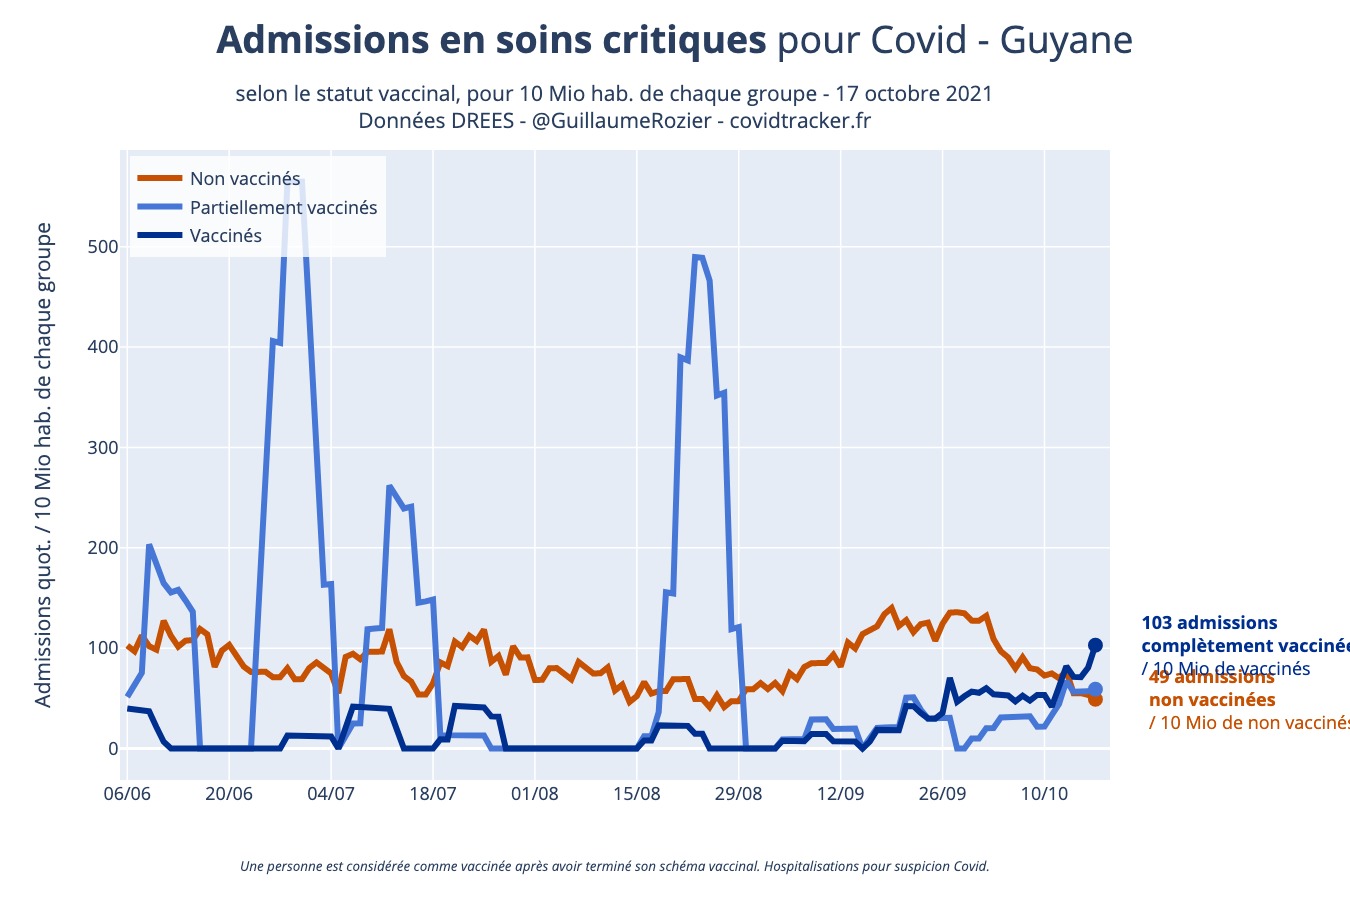 Admissions en soins critiques pour Covid - Guyane
selon le statut vaccinal, pour 10 Mio hab. de chaque groupe - 17 octobre 2021
Données DREES - @GuillaumeRozier - covidtracker.fr
Admissions quot. / 10 Mio hab. de chaque groupe
Non vaccinés
Partiellement vaccinés
Vaccinés
500
400
300
200
100
0
06/06
20/06
04/07
18/07
01/08
15/08
29/08
12/09
26/09
10/10
103 admissions
complètement vacciné
/ 10 Mio de vaccinés
49 admissions
non vaccinées
/ 10 Mio de non vaccinés
Une personne est considérée comme vaccinée après avoir terminé son schéma vaccinal. Hospitalisations pour suspicion Covid.